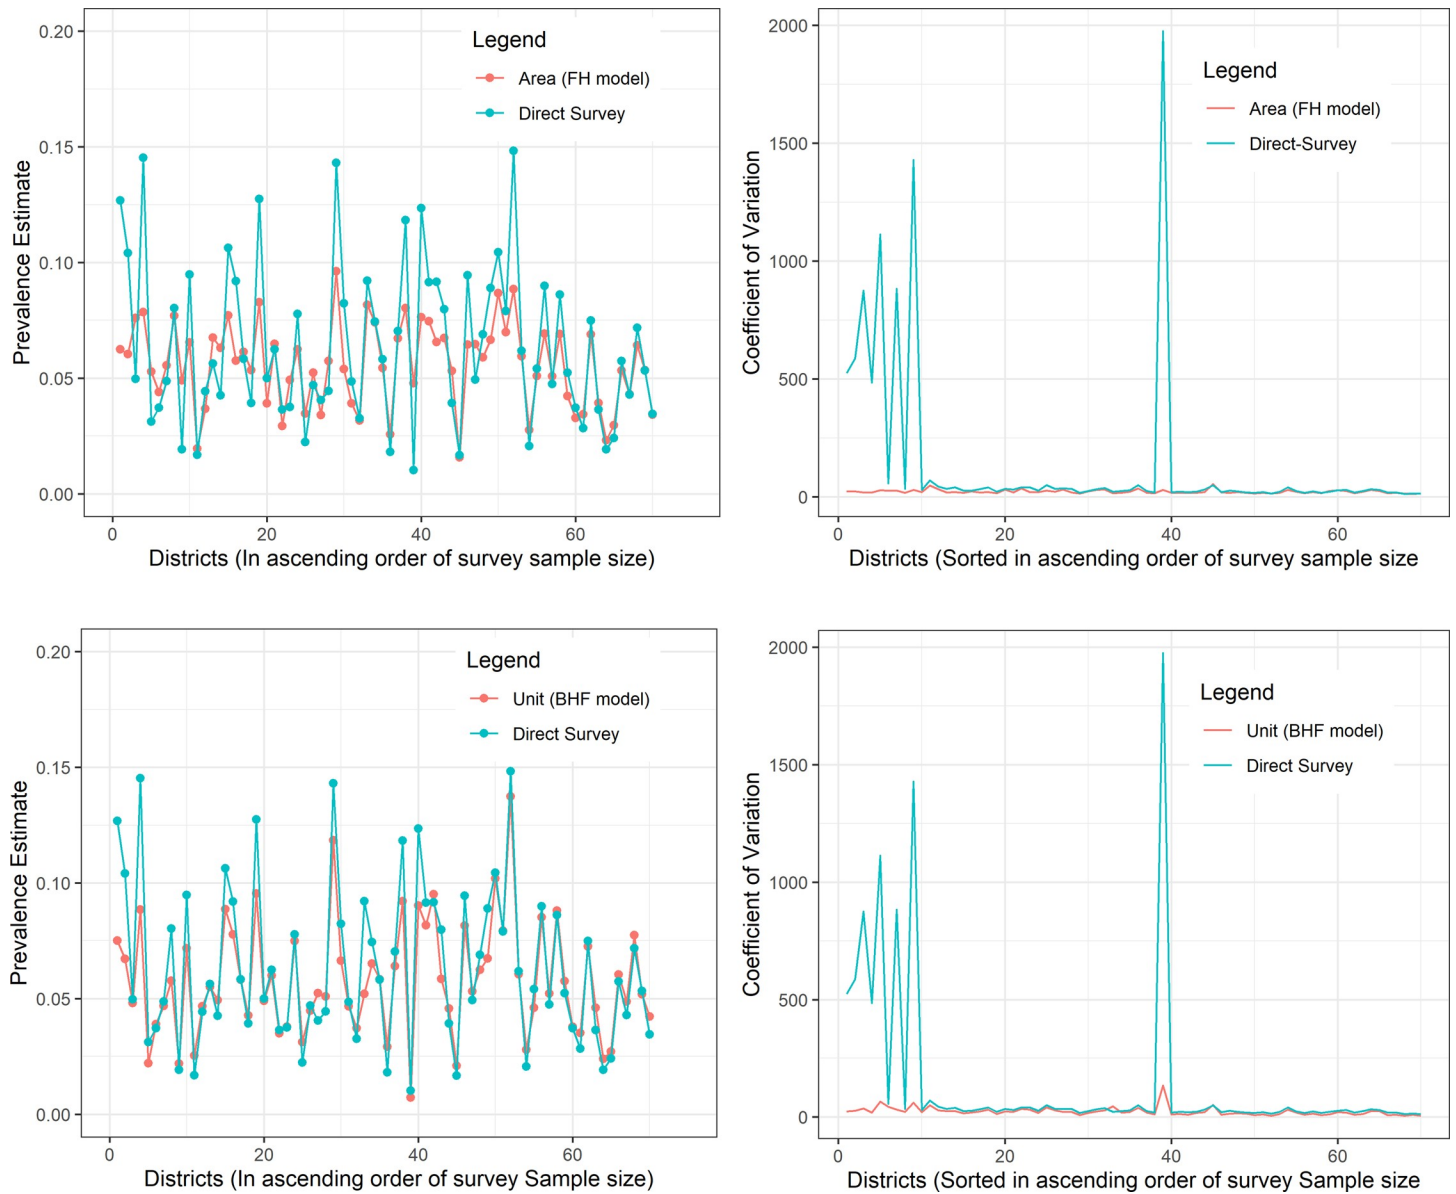 Legend
Area (FH model)
Direct Survey
Prevalence Estimate
0.20
0.15
0.10
0.05
0.00
0
20
40
60
Districts (In ascending order of survey sample size)
Legend
Area (FH model)
Direct-Survey
Coefficient of Variation
2000
1500
1000
500
0
0
20
40
60
Districts (Sorted in ascending order of survey sample size
Legend
Unit (BHF model)
Direct Survey
Prevalence Estimate
0.20
0.15
0.10
0.05
0.00
0
20
40
60
Districts (In ascending order of survey Sample size)
Legend
Unit (BHF model)
Direct Survey
Coefficient of Variation
2000
1500
1000
500
0
0
20
40
60
Districts (Sorted in ascending order of survey Sample size